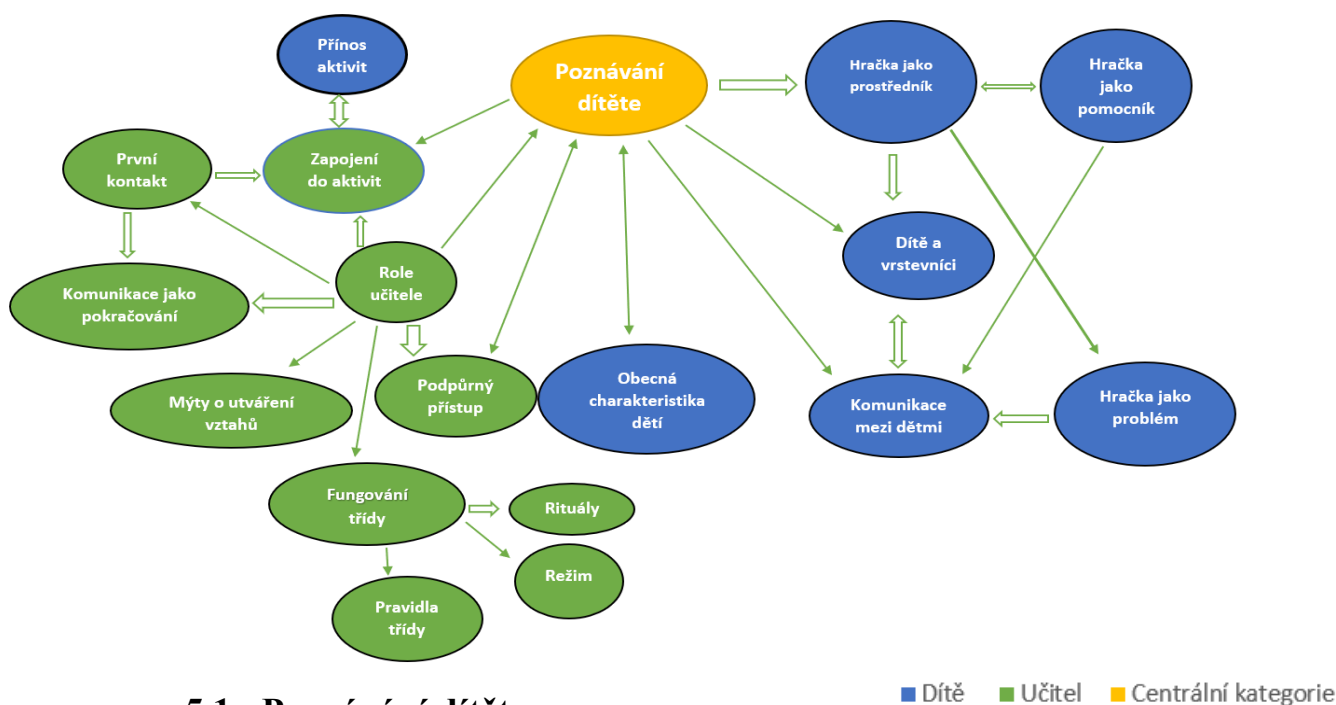 Přínos
aktivit
Poznávání
dítěte
Hračka jako
prostředník
Hračka
jako
pomocník
První
kontakt
Zapojení
do aktivit
Dítě a
vrstevníci
Role
učitele
Komunikace jako
pokračování
Mýty o utváření
vztahů
Podpůrný
přístup
Obecná
charakteristika
dětí
Komunikace
mezi dětmi
Hračka jako
problém
Fungování
třídy
Rituály
Režim
Pravidla
třídy
Dítě
Učitel
Centrální kategorie